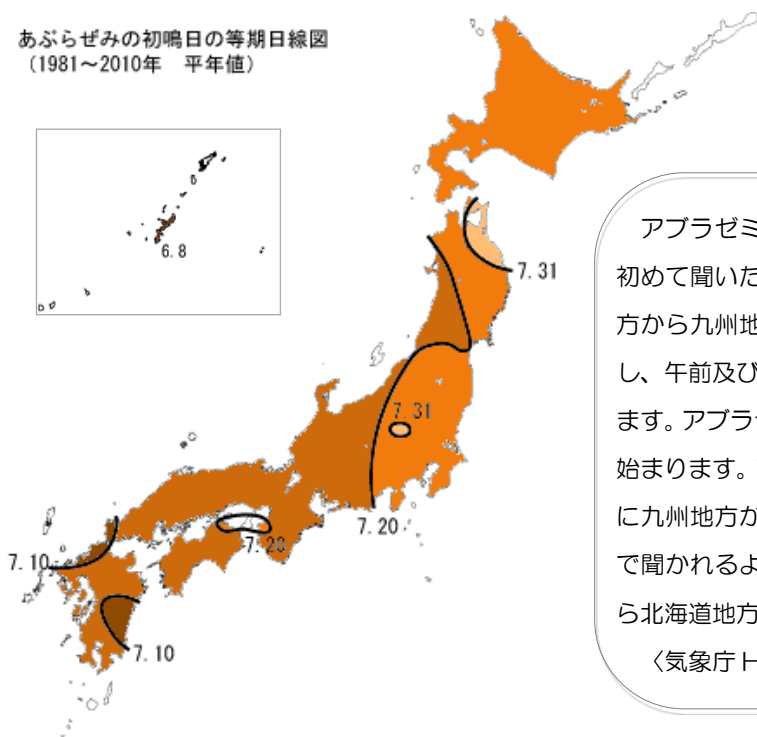 あぶらぜみの初鳴日の等期日線図
(1981～2010年　平年値)
6.8
7.31
7.31
7.20
7.20
7.10
7.10
アブラゼミ
初めて聞いた
方から九州地
し、午前及び
ます。アブラ
始まります。
に九州地方が
で聞かれるよ
ら北海道地方
〈気象庁H